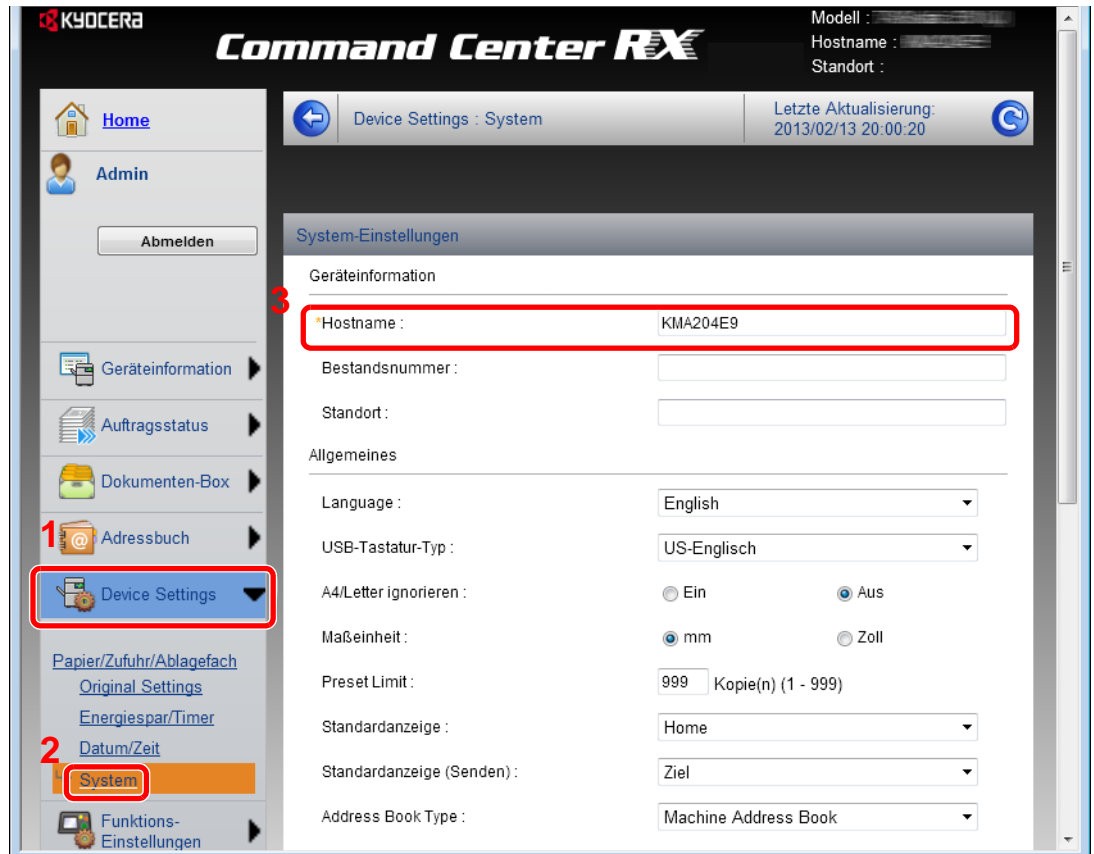 KYOCERA
Command Center RX
Modell :
Hostname :
Standort :
Home
Admin
Abmelden
Geräteinformation
Auftragsstatus
Dokumenten-Box
1
Adressbuch
Device Settings
Papier/Zufuhr/Ablagefach
Original Settings
Energiespar/Timer
2
Datum/Zeit
System
Funktions-
Einstellungen
Device Settings : System
Letzte Aktualisierung:
2013/02/13 20:00:20
System-Einstellungen
Geräteinformation
3
*Hostname : KMA204E9
Bestandsnummer :
Standort :
Allgemeines
Language : English
USB-Tastatur-Typ : US-Englisch
A4/Letter ignorieren : Ein Aus
Maßeinheit : mm Zoll
Preset Limit : 999 Kopie(n) (1 - 999)
Standardanzeige : Home
Standardanzeige (Senden) : Ziel
Address Book Type : Machine Address Book